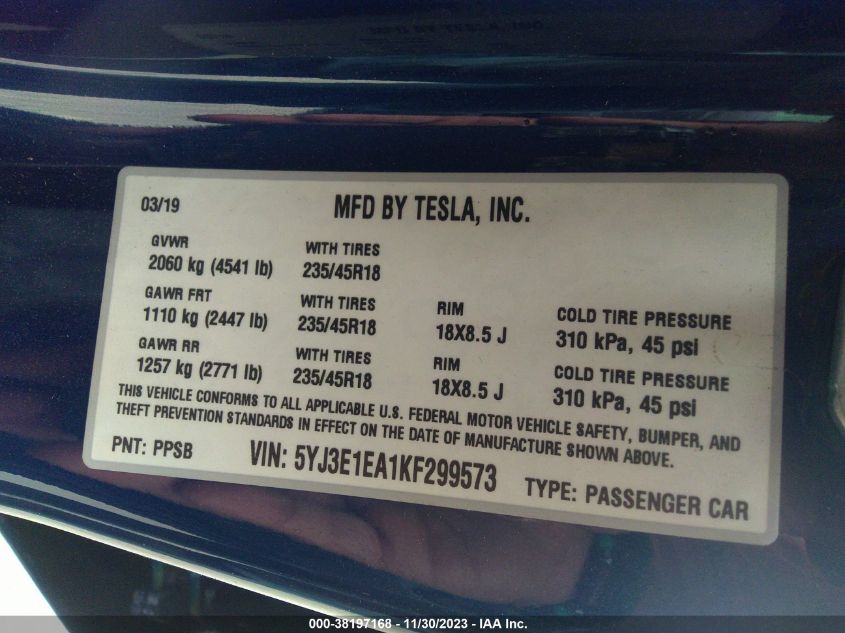 03/19 MFD BY TESLA, INC.
GVWR WITH TIRES
2060 kg (4541 lb) 235/45R18
GAWR FRT WITH TIRES RIM COLD TIRE PRESSURE
1110 kg (2447 lb) 235/45R18 18X8.5 J 310 kPa, 45 psi
GAWR RR WITH TIRES RIM COLD TIRE PRESSURE
1257 kg (2771 lb) 235/45R18 18X8.5 J 310 kPa, 45 psi
THIS VEHICLE CONFORMS TO ALL APPLICABLE U.S. FEDERAL MOTOR VEHICLE SAFETY, BUMPER, AND
THEFT PREVENTION STANDARDS IN EFFECT ON THE DATE OF MANUFACTURE SHOWN ABOVE.
PNT: PPSB VIN: 5YJ3E1EA1KF299573 TYPE: PASSENGER CAR
000-38197168 - 11/30/2023 - IAA Inc.